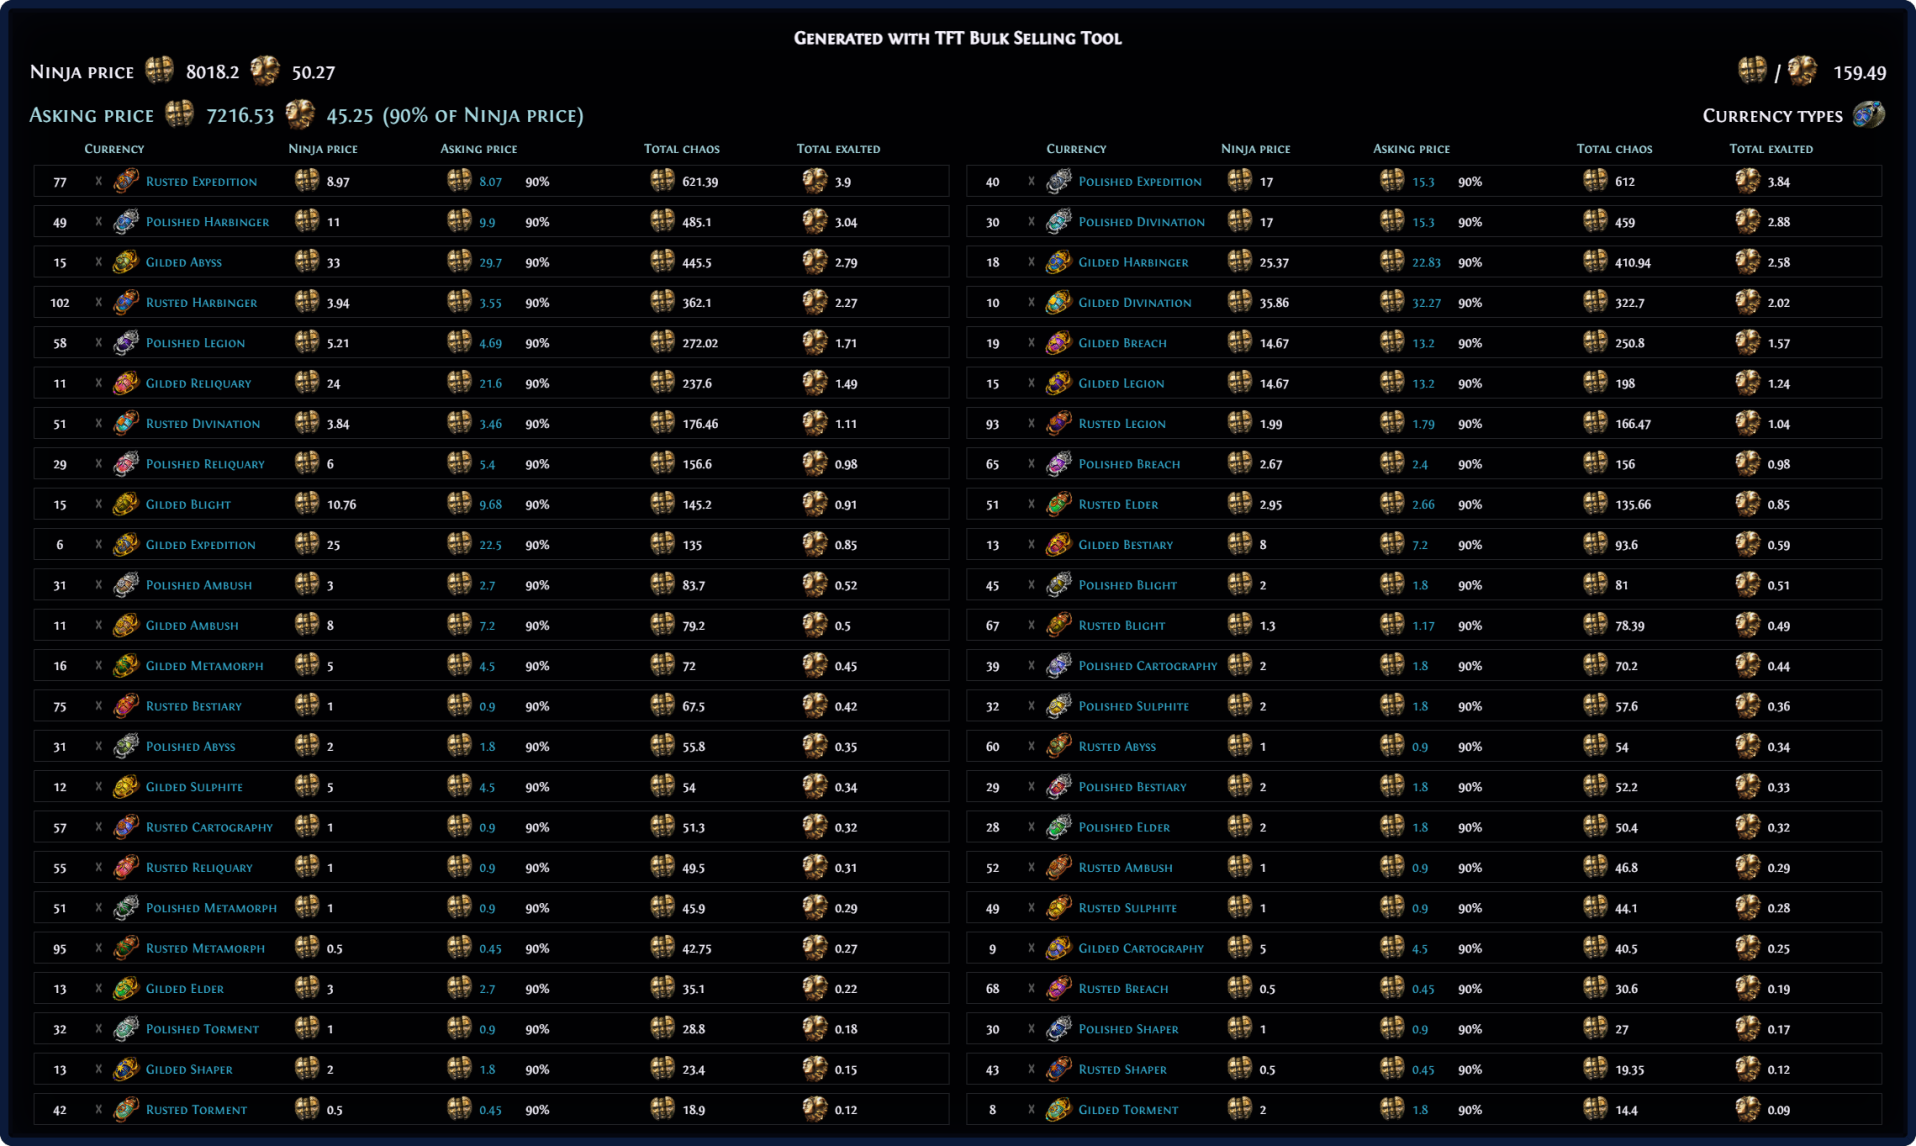 Generated with TFT Bulk Selling Tool
Ninja price 8018.2 50.27 / 159.49
Asking price 7216.53 45.25 (90% of Ninja price) Currency types
Currency Ninja price Asking price Total chaos Total exalted Currency Ninja price Asking price Total chaos Total exalted
77 x Rusted Expedition 8.97 8.07 90% 621.39 3.9 40 x Polished Expedition 17 15.3 90% 612 3.84
49 x Polished Harbinger 11 9.9 90% 485.1 3.04 30 x Polished Divination 17 15.3 90% 459 2.88
15 x Gilded Abyss 33 29.7 90% 445.5 2.79 18 x Gilded Harbinger 25.37 22.83 90% 410.94 2.58
102 x Rusted Harbinger 3.94 3.55 90% 362.1 2.27 10 x Gilded Divination 35.86 32.27 90% 322.7 2.02
58 x Polished Legion 5.21 4.69 90% 272.02 1.71 19 x Gilded Breach 14.67 13.2 90% 250.8 1.57
11 x Gilded Reliquary 24 21.6 90% 237.6 1.49 15 x Gilded Legion 14.67 13.2 90% 198 1.24
51 x Rusted Divination 3.84 3.46 90% 176.46 1.11 93 x Rusted Legion 1.99 1.79 90% 166.47 1.04
29 x Polished Reliquary 6 5.4 90% 156.6 0.98 65 x Polished Breach 2.67 2.4 90% 156 0.98
15 x Gilded Blight 10.76 9.68 90% 145.2 0.91 51 x Rusted Elder 2.95 2.66 90% 135.66 0.85
6 x Gilded Expedition 25 22.5 90% 135 0.85 13 x Gilded Bestiary 8 7.2 90% 93.6 0.59
31 x Polished Ambush 3 2.7 90% 83.7 0.52 45 x Polished Blight 2 1.8 90% 81 0.51
11 x Gilded Ambush 8 7.2 90% 79.2 0.5 67 x Rusted Blight 1.3 1.17 90% 78.39 0.49
16 x Gilded Metamorph 5 4.5 90% 72 0.45 39 x Polished Cartography 2 1.8 90% 70.2 0.44
75 x Rusted Bestiary 1 0.9 90% 67.5 0.42 32 x Polished Sulphite 2 1.8 90% 57.6 0.36
31 x Polished Abyss 2 1.8 90% 55.8 0.35 60 x Rusted Abyss 1 0.9 90% 54 0.34
12 x Gilded Sulphite 5 4.5 90% 54 0.34 29 x Polished Bestiary 2 1.8 90% 52.2 0.33
57 x Rusted Cartography 1 0.9 90% 51.3 0.32 28 x Polished Elder 2 1.8 90% 50.4 0.32
55 x Rusted Reliquary 1 0.9 90% 49.5 0.31 52 x Rusted Ambush 1 0.9 90% 46.8 0.29
51 x Polished Metamorph 1 0.9 90% 45.9 0.29 49 x Rusted Sulphite 1 0.9 90% 44.1 0.28
95 x Rusted Metamorph 0.5 0.45 90% 42.75 0.27 9 x Gilded Cartography 5 4.5 90% 40.5 0.25
13 x Gilded Elder 3 2.7 90% 35.1 0.22 68 x Rusted Breach 0.5 0.45 90% 30.6 0.19
32 x Polished Torment 1 0.9 90% 28.8 0.18 30 x Polished Shaper 1 0.9 90% 27 0.17
13 x Gilded Shaper 2 1.8 90% 23.4 0.15 43 x Rusted Shaper 0.5 0.45 90% 19.35 0.12
42 x Rusted Torment 0.5 0.45 90% 18.9 0.12 8 x Gilded Torment 2 1.8 90% 14.4 0.09